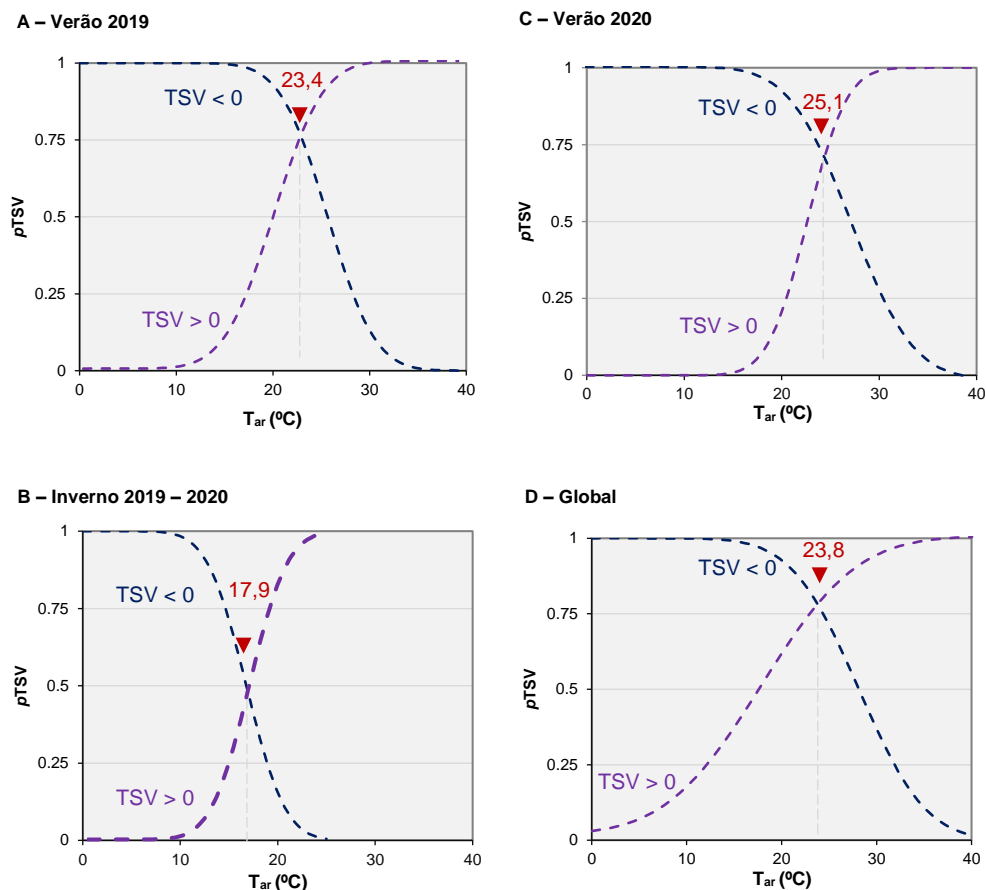 A – Verão 2019
1
0.75
0.5
0.25
0
pTSV
TSV < 0
23,4
TSV > 0
0
10
20
30
40
Tar (ºC)
C – Verão 2020
1
0.75
0.5
0.25
0
pTSV
TSV < 0
25,1
TSV > 0
0
10
20
30
40
Tar (ºC)
B – Inverno 2019 – 2020
1
0.75
0.5
0.25
0
pTSV
TSV < 0
17,9
TSV > 0
0
10
20
30
40
Tar (ºC)
D – Global
1
0.75
0.5
0.25
0
pTSV
TSV < 0
23,8
TSV > 0
0
10
20
30
40
Tar (ºC)